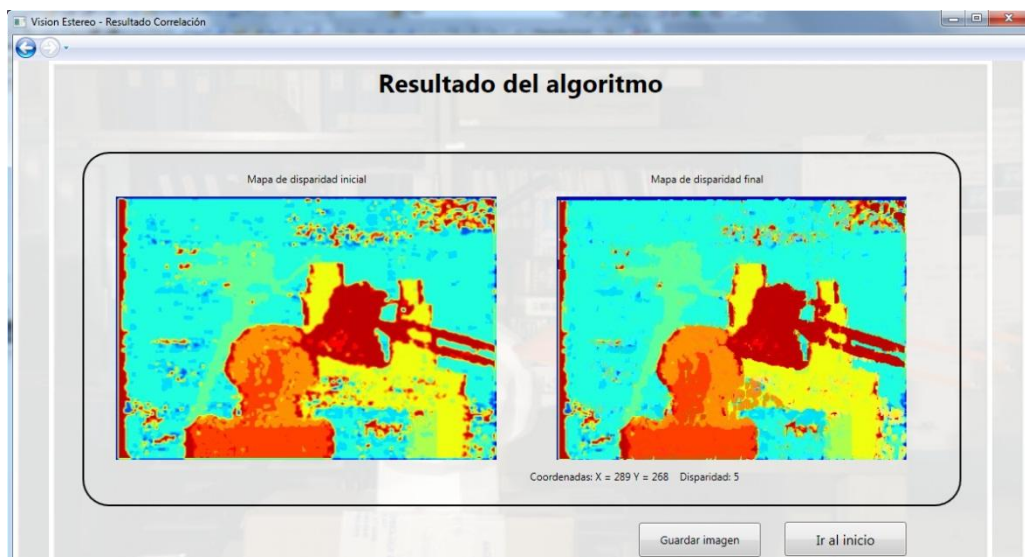 Vision Estereo - Resultado Correlación
Resultado del algoritmo
Mapa de disparidad inicial
Mapa de disparidad final
Coordenadas: X = 289 Y = 268 Disparidad: 5
Guardar imagen
Ir al inicio